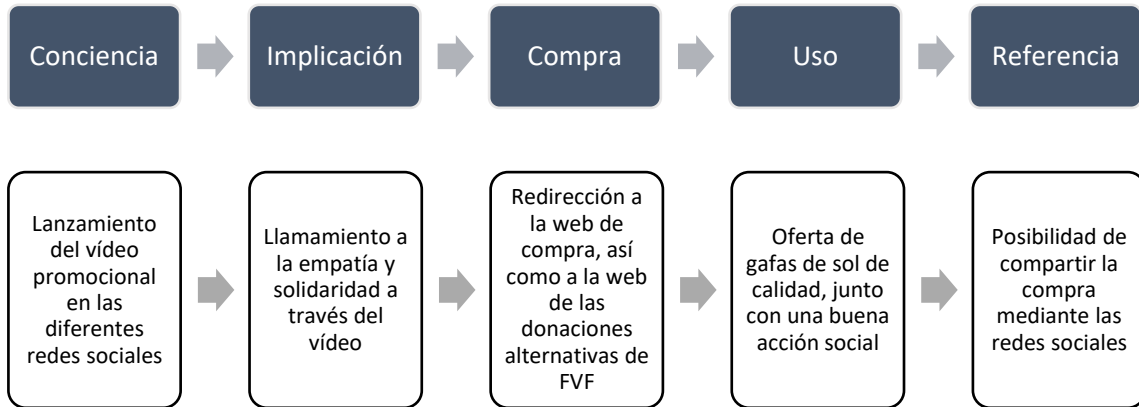 Conciencia
Implicación
Compra
Uso
Referencia
Lanzamiento
del vídeo
promocional
en las
diferentes
redes sociales
Llamamiento a
la empatía y
solidaridad a
través del
vídeo
Redirección a
la web de
compra, así
como a la web
de las
donaciones
alternativas de
FVF
Oferta de
gafas de sol de
calidad, junto
con una buena
acción social
Posibilidad de
compartir la
compra
mediante las
redes sociales